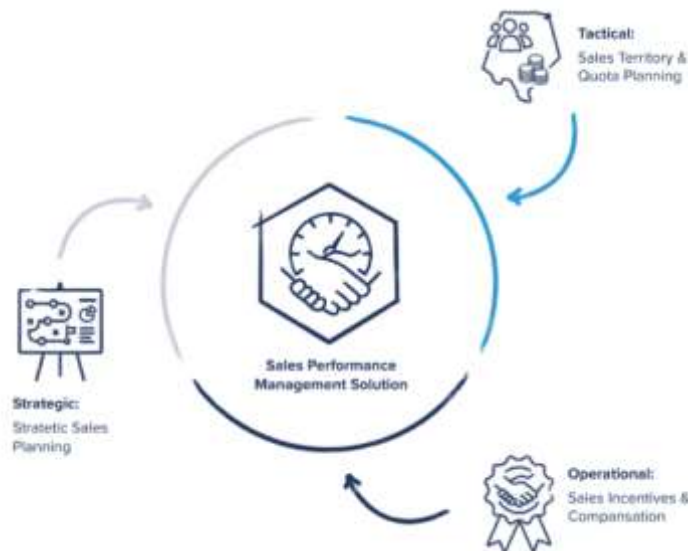 Tactical:
Sales Territory &
Quota Planning
Sales Performance
Management Solution
Strategic:
Stratetic Sales
Planning
Operational:
Sales Incentives &
Compansation